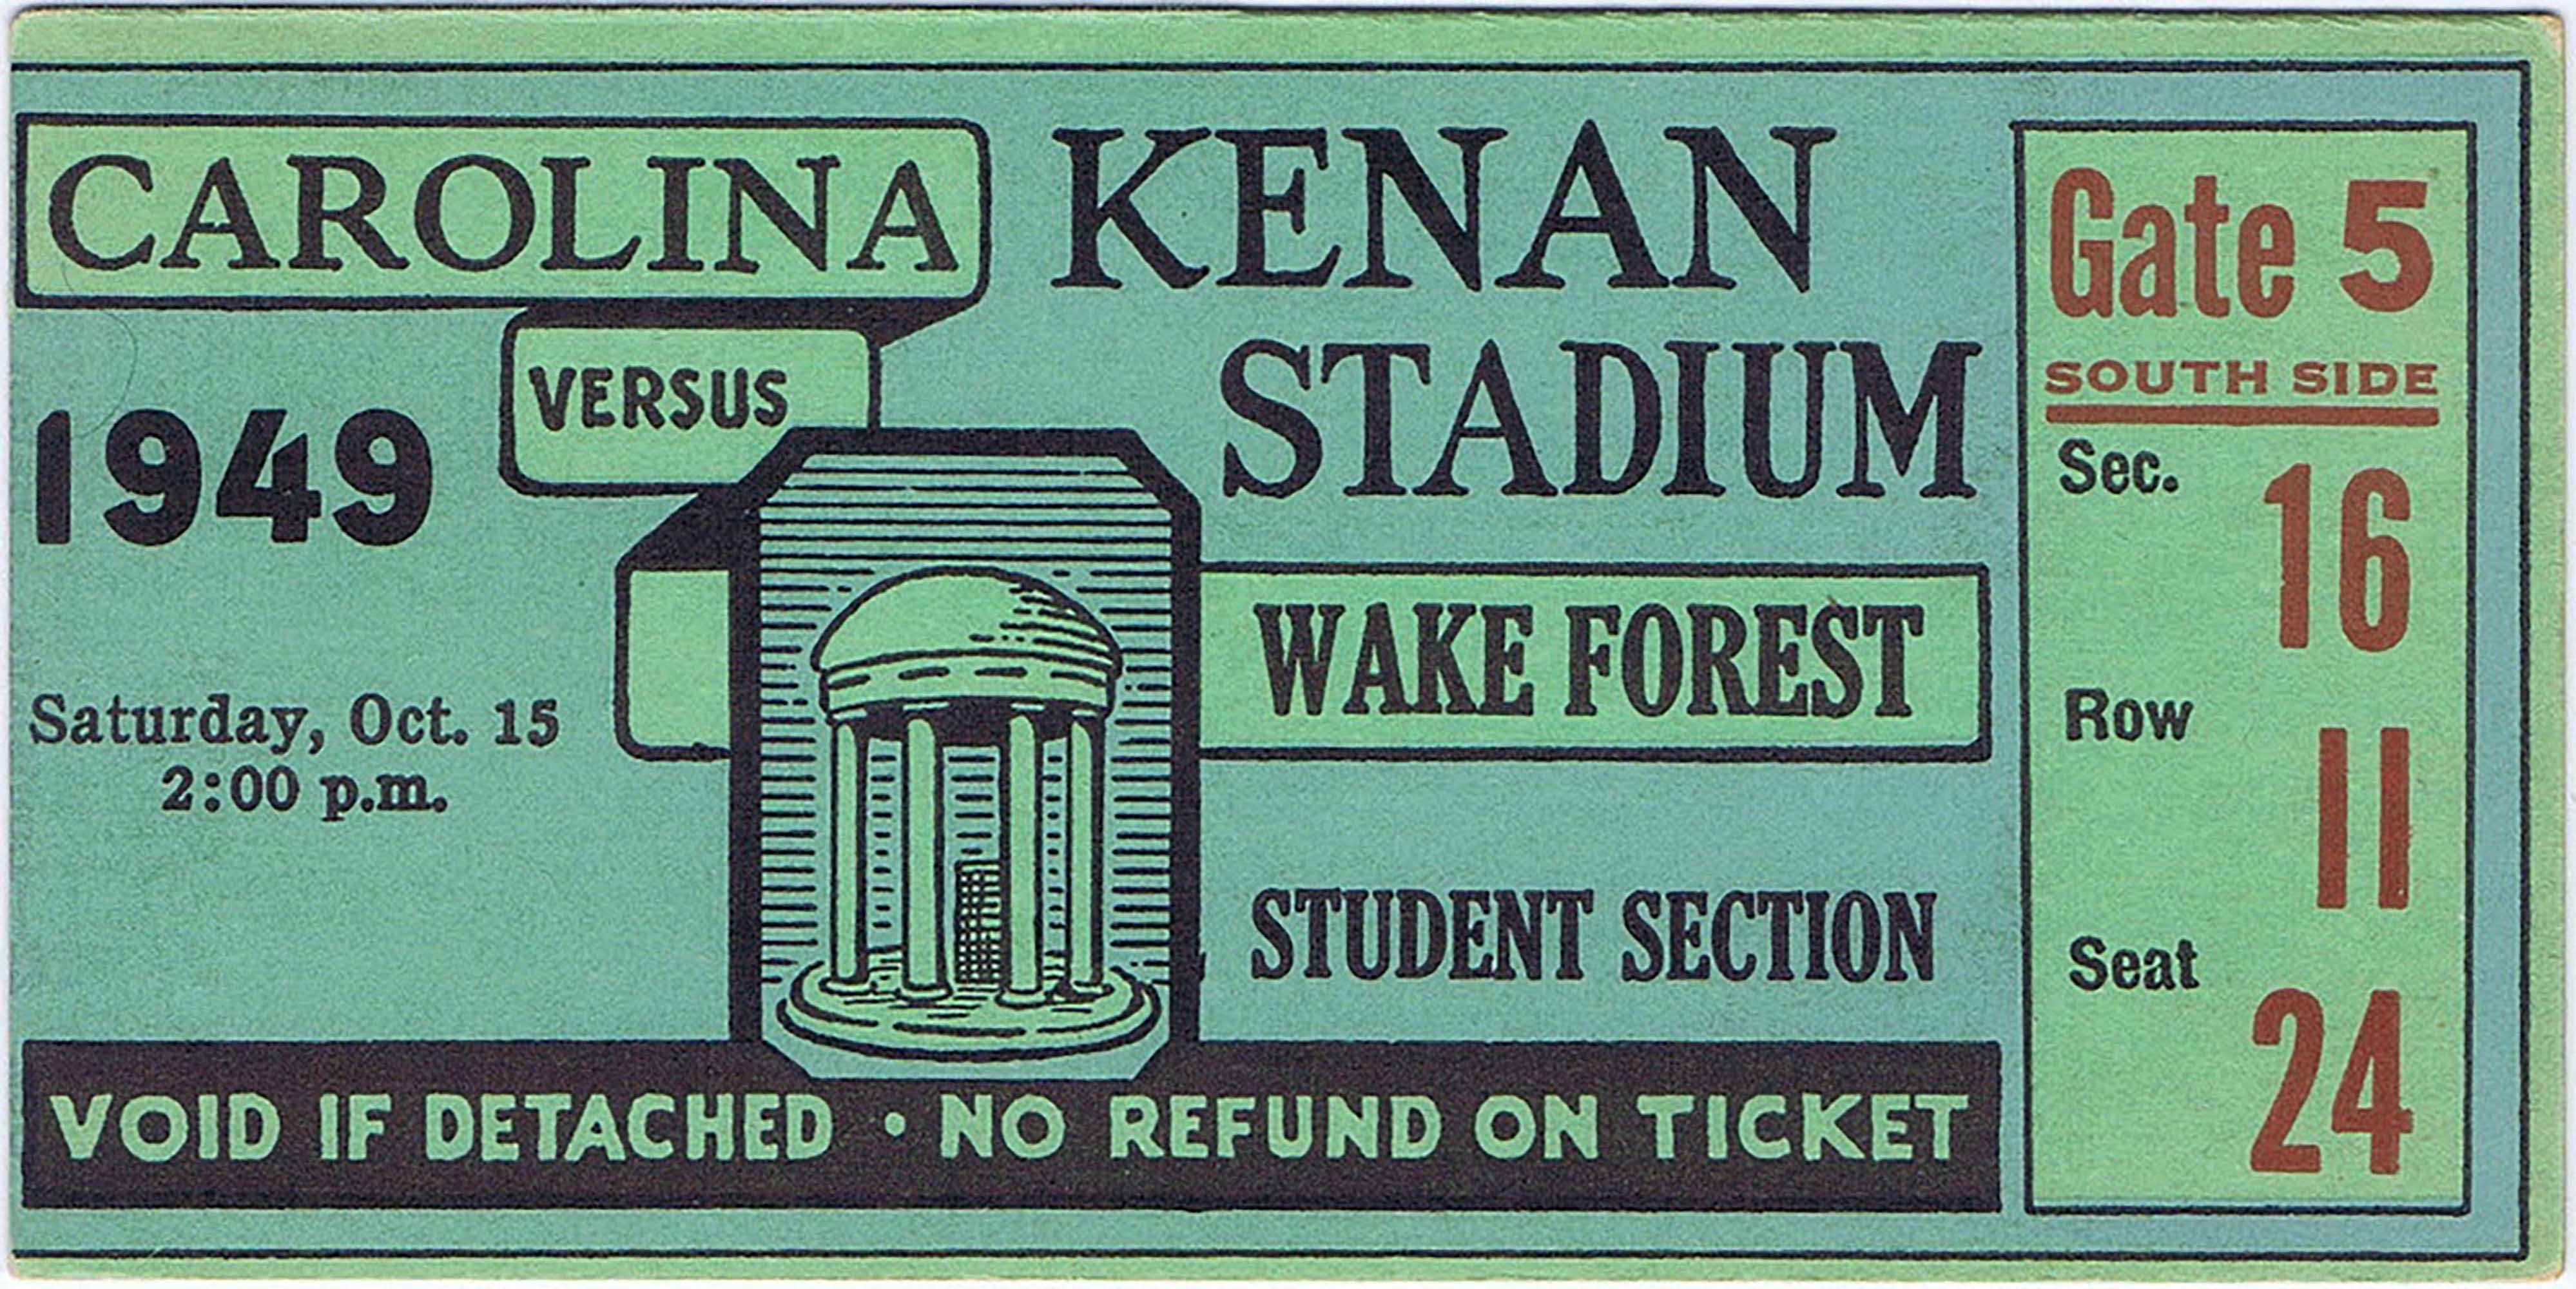 CAROLINA
VERSUS
1949
Saturday, Oct. 15
2:00 p.m.
KENAN
STADIUM
WAKE FOREST
STUDENT SECTION
VOID IF DETACHED • NO REFUND ON TICKET
Gate 5
SOUTH SIDE
Sec. 16
Row 11
Seat 24